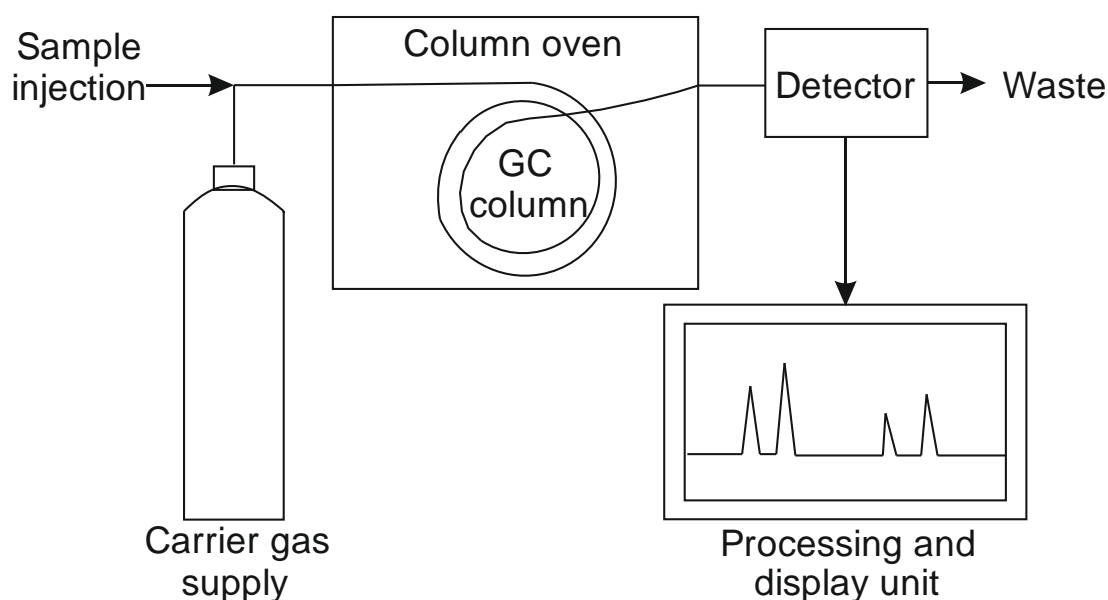 Sample
injection
Column oven
GC
column
Detector
Waste
Carrier gas
supply
Processing and
display unit